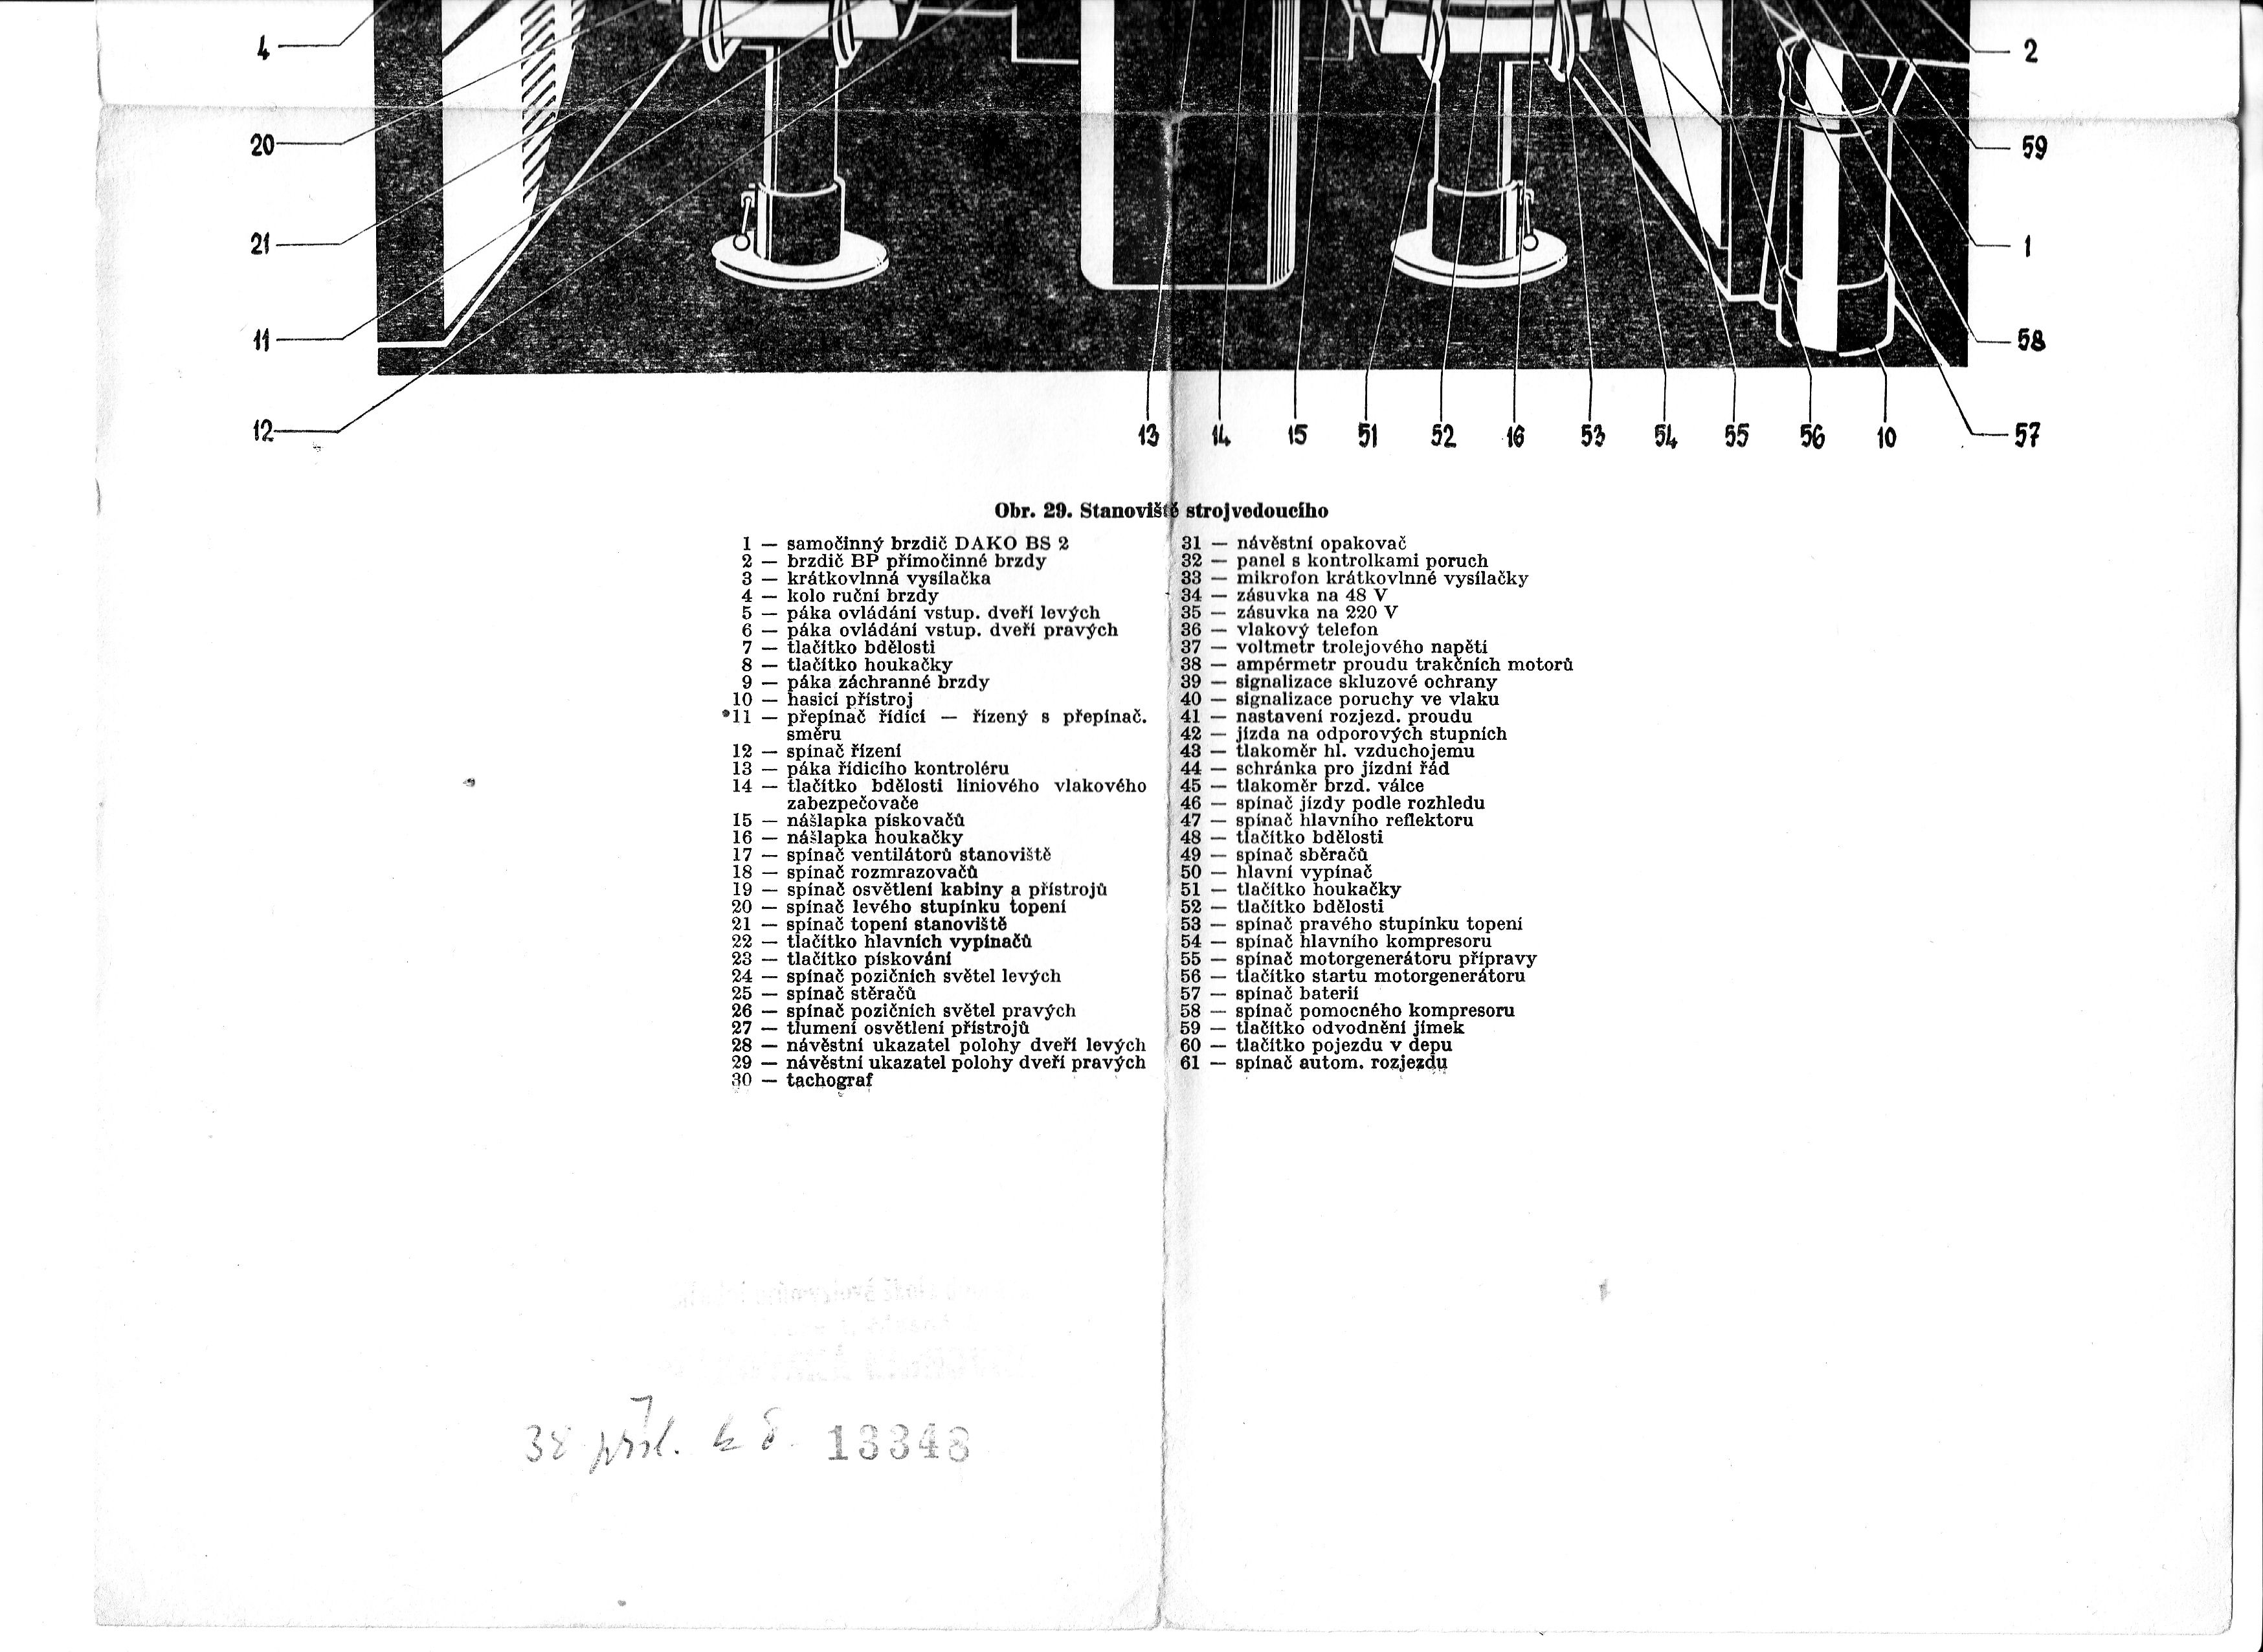 4
20
21
11
12
2
59
1
58
57
13 14 15 51 52 16 53 54 55 56 10
Obr. 29. Stanoviště strojvedoucího
1 — samočinný brzdič DAKO BS 2
2 — brzdič BP přímočinné brzdy
3 — krátkovlnná vysílačka
4 — kolo ruční brzdy
5 — páka ovládání vstup. dveří levých
6 — páka ovládání vstup. dveří pravých
7 — tlačítko bdělosti
8 — tlačítko houkačky
9 — páka záchranné brzdy
10 — hasicí přístroj
11 — přepínač řídící — řízený s přepínač.
směru
12 — spínač řízení
13 — páka řídicího kontroléru
14 — tlačítko bdělosti liniového vlakového
zabezpečovače
15 — nášlapka pískovačů
16 — nášlapka houkačky
17 — spínač ventilátorů stanoviště
18 — spínač rozmrazovačů
19 — spínač osvětlení kabiny a přístrojů
20 — spínač levého stupínku topení
21 — spínač topení stanoviště
22 — tlačítko hlavních vypínačů
23 — tlačítko pískování
24 — spínač pozičních světel levých
25 — spínač stěračů
26 — spínač pozičních světel pravých
27 — tlumení osvětlení přístrojů
28 — návěstní ukazatel polohy dveří levých
29 — návěstní ukazatel polohy dveří pravých
30 — tachograf
31 — návěstní opakovač
32 — panel s kontrolkami poruch
33 — mikrofon krátkovlnné vysílačky
34 — zásuvka na 48 V
35 — zásuvka na 220 V
36 — vlakový telefon
37 — voltmetr trolejového napětí
38 — ampérmetr proudu trakčních motorů
39 — signalizace skluzové ochrany
40 — signalizace poruchy ve vlaku
41 — nastavení rozjezd. proudu
42 — jízda na odporových stupních
43 — tlakoměr hl. vzduchojemu
44 — schránka pro jízdní řád
45 — tlakoměr brzd. válce
46 — spínač jízdy podle rozhledu
47 — spínač hlavního reflektoru
48 — tlačítko bdělosti
49 — spínač sběračů
50 — hlavní vypínač
51 — tlačítko houkačky
52 — tlačítko bdělosti
53 — spínač pravého stupínku topení
54 — spínač hlavního kompresoru
55 — spínač motorgenerátoru přípravy
56 — tlačítko startu motorgenerátoru
57 — spínač baterií
58 — spínač pomocného kompresoru
59 — tlačítko odvodnění jímek
60 — tlačítko pojezdu v depu
61 — spínač autom. rozjezdu
38 příl. k č. 13348